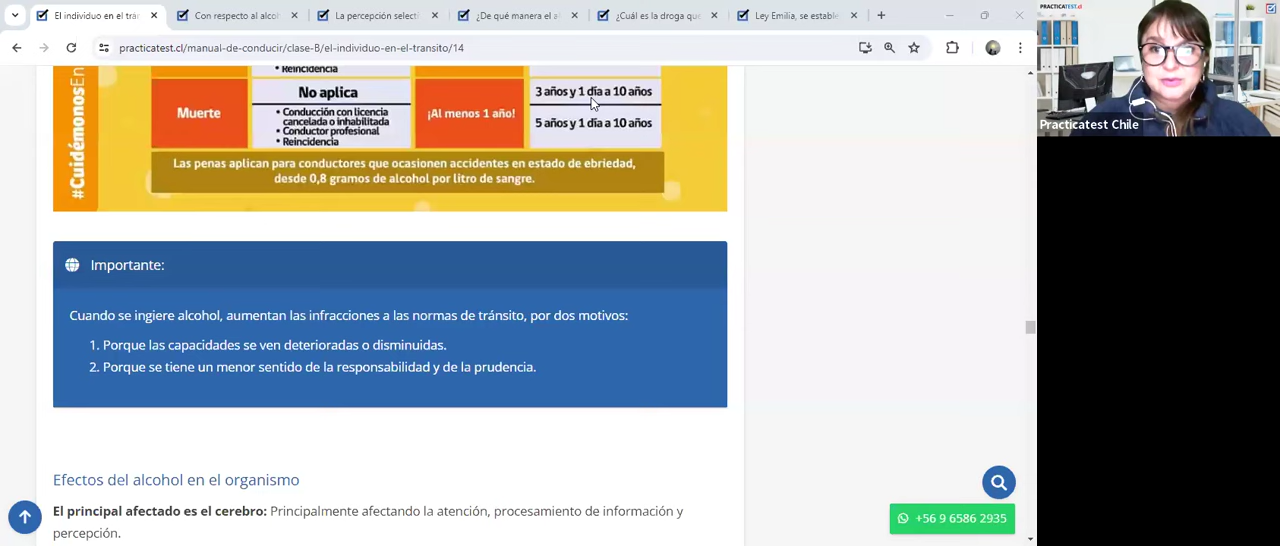 El individuo en el trán
Con respecto al alcoh
La percepción selecti
¿De qué manera el a
¿Cuál es la droga qu
Ley Emilia, se estable
practicatest.cl/manual-de-conducir/clase-B/el-individuo-en-el-transito/14
PRACTICATEST.cl
Practicatest Chile
#CuidémonosEn
• Reincidencia
Muerte
No aplica
• Conducción con licencia
cancelada o inhabilitada
• Conductor profesional
• Reincidencia
¡Al menos 1 año!
3 años y 1 día a 10 años
5 años y 1 día a 10 años
Las penas aplican para conductores que ocasionen accidentes en estado de ebriedad,
desde 0,8 gramos de alcohol por litro de sangre.
Importante:
Cuando se ingiere alcohol, aumentan las infracciones a las normas de tránsito, por dos motivos:
1. Porque las capacidades se ven deterioradas o disminuidas.
2. Porque se tiene un menor sentido de la responsabilidad y de la prudencia.
Efectos del alcohol en el organismo
El principal afectado es el cerebro: Principalmente afectando la atención, procesamiento de información y
percepción.
+56 9 6586 2935